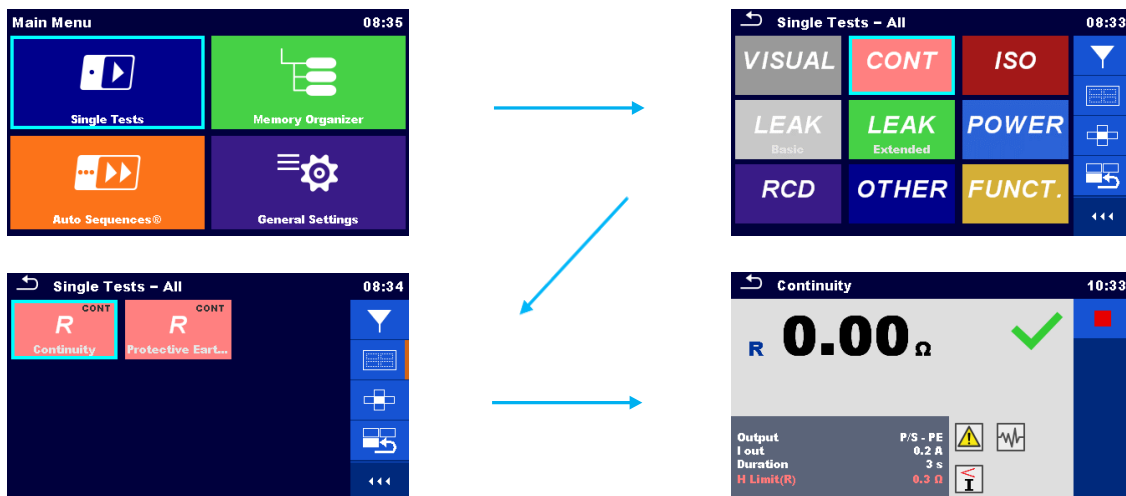 Main Menu 08:35
Single Tests
Memory Organizer
Auto Sequences®
General Settings
Single Tests – All 08:33
VISUAL
CONT
ISO
LEAK
Basic
LEAK
Extended
POWER
RCD
OTHER
FUNCT.
Single Tests – All 08:34
CONT
R
Continuity
CONT
R
Protective Eart...
Continuity 10:33
R 0.00 Ω
Output P/S - PE
I out 0.2 A
Duration 3 s
H Limit(R) 0.3 Ω
I